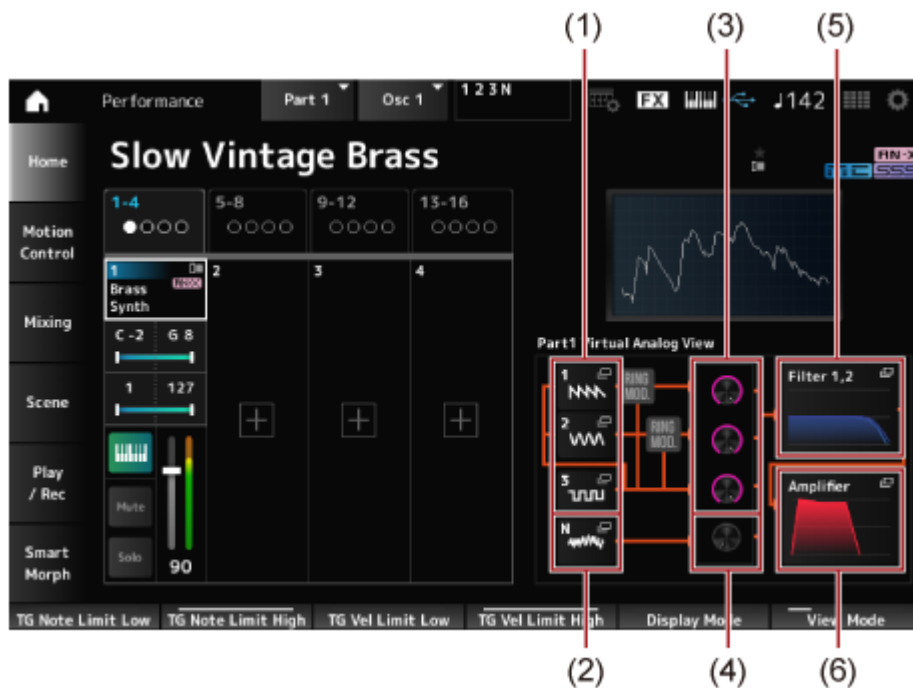 (1) (3) (5)
Performance Part 1 Osc 1 1 2 3 N FX ♩142
Home
Slow Vintage Brass
AN-X
MC SSS
1-4 5-8 9-12 13-16
Motion
Control
1 2 3 4
Brass
Synth
AN-X
C -2 G 8
Mixing
1 127
Part1 Virtual Analog View
1 RING
MOD.
2 RING
MOD.
3
N
Filter 1,2
Amplifier
Scene
Play
/ Rec
Mute
Solo
90
Smart
Morph
TG Note Limit Low TG Note Limit High TG Vel Limit Low TG Vel Limit High Display Mode View Mode
(2) (4) (6)